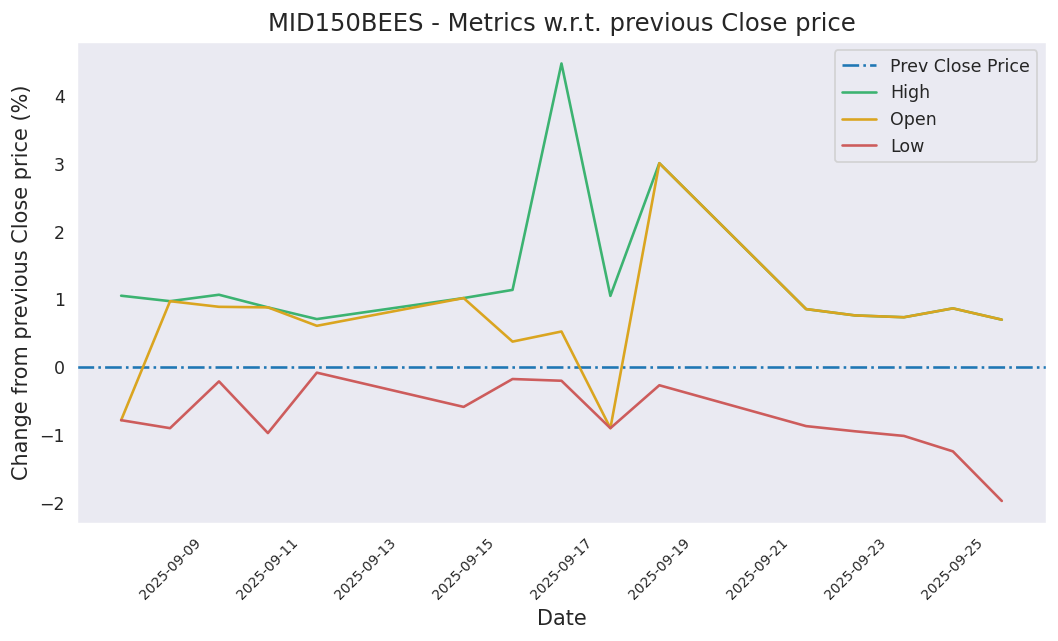 MID150BEES - Metrics w.r.t. previous Close price
Change from previous Close price (%)
4
3
2
1
0
−1
−2
Prev Close Price
High
Open
Low
2025-09-09
2025-09-11
2025-09-13
2025-09-15
2025-09-17
2025-09-19
2025-09-21
2025-09-23
2025-09-25
Date